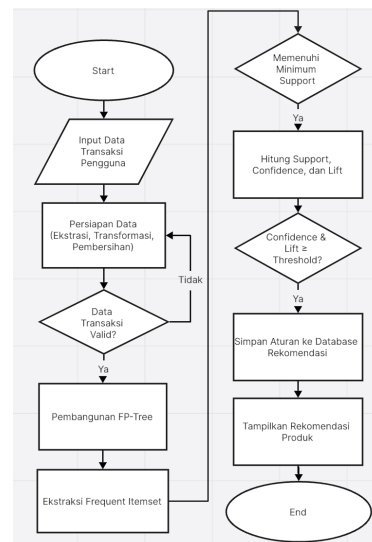 Start
Input Data
Transaksi
Pengguna
Persiapan Data
(Ekstrasi, Transformasi,
Pembersihan)
Tidak
Data
Transaksi
Valid?
Ya
Pembangunan FP-Tree
Ekstraksi Frequent Itemset
Memenuhi
Minimum
Support
Ya
Hitung Support,
Confidence, dan Lift
Confidence &
Lift ≥
Threshold?
Ya
Simpan Aturan ke Database
Rekomendasi
Tampilkan Rekomendasi
Produk
End